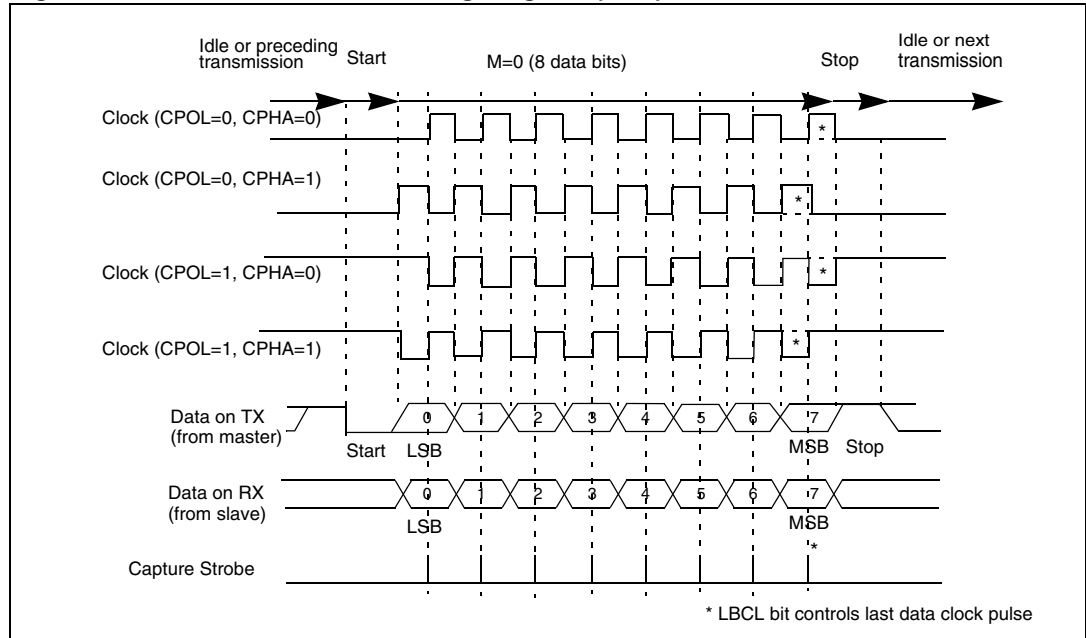 Idle or preceding
transmission
Start
M=0 (8 data bits)
Stop
Idle or next
transmission
Clock (CPOL=0, CPHA=0)
*
Clock (CPOL=0, CPHA=1)
*
Clock (CPOL=1, CPHA=0)
*
Clock (CPOL=1, CPHA=1)
*
Data on TX
(from master)
0 1 2 3 4 5 6 7
Start LSB MSB Stop
Data on RX
(from slave)
0 1 2 3 4 5 6 7
LSB MSB
*
Capture Strobe
* LBCL bit controls last data clock pulse